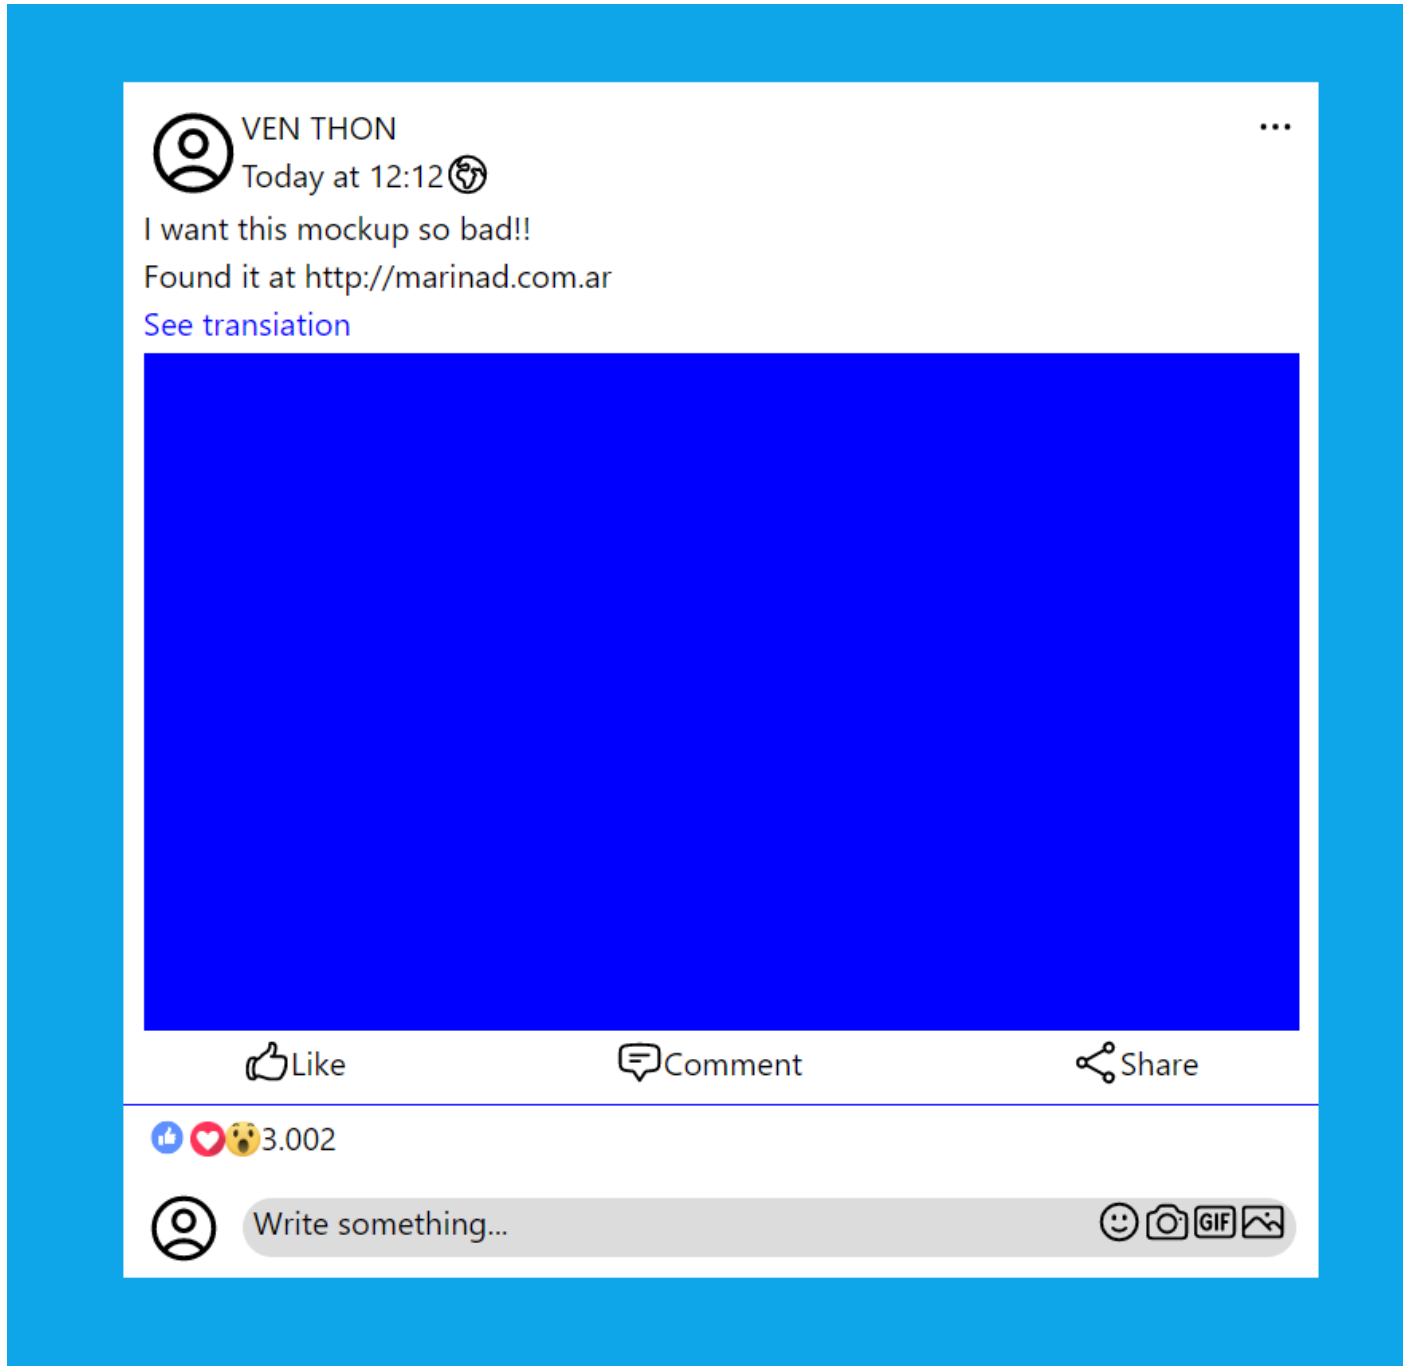 VEN THON
Today at 12:12
I want this mockup so bad!!
Found it at http://marinad.com.ar
See transiation
Like
Comment
Share
3.002
Write something...
GIF